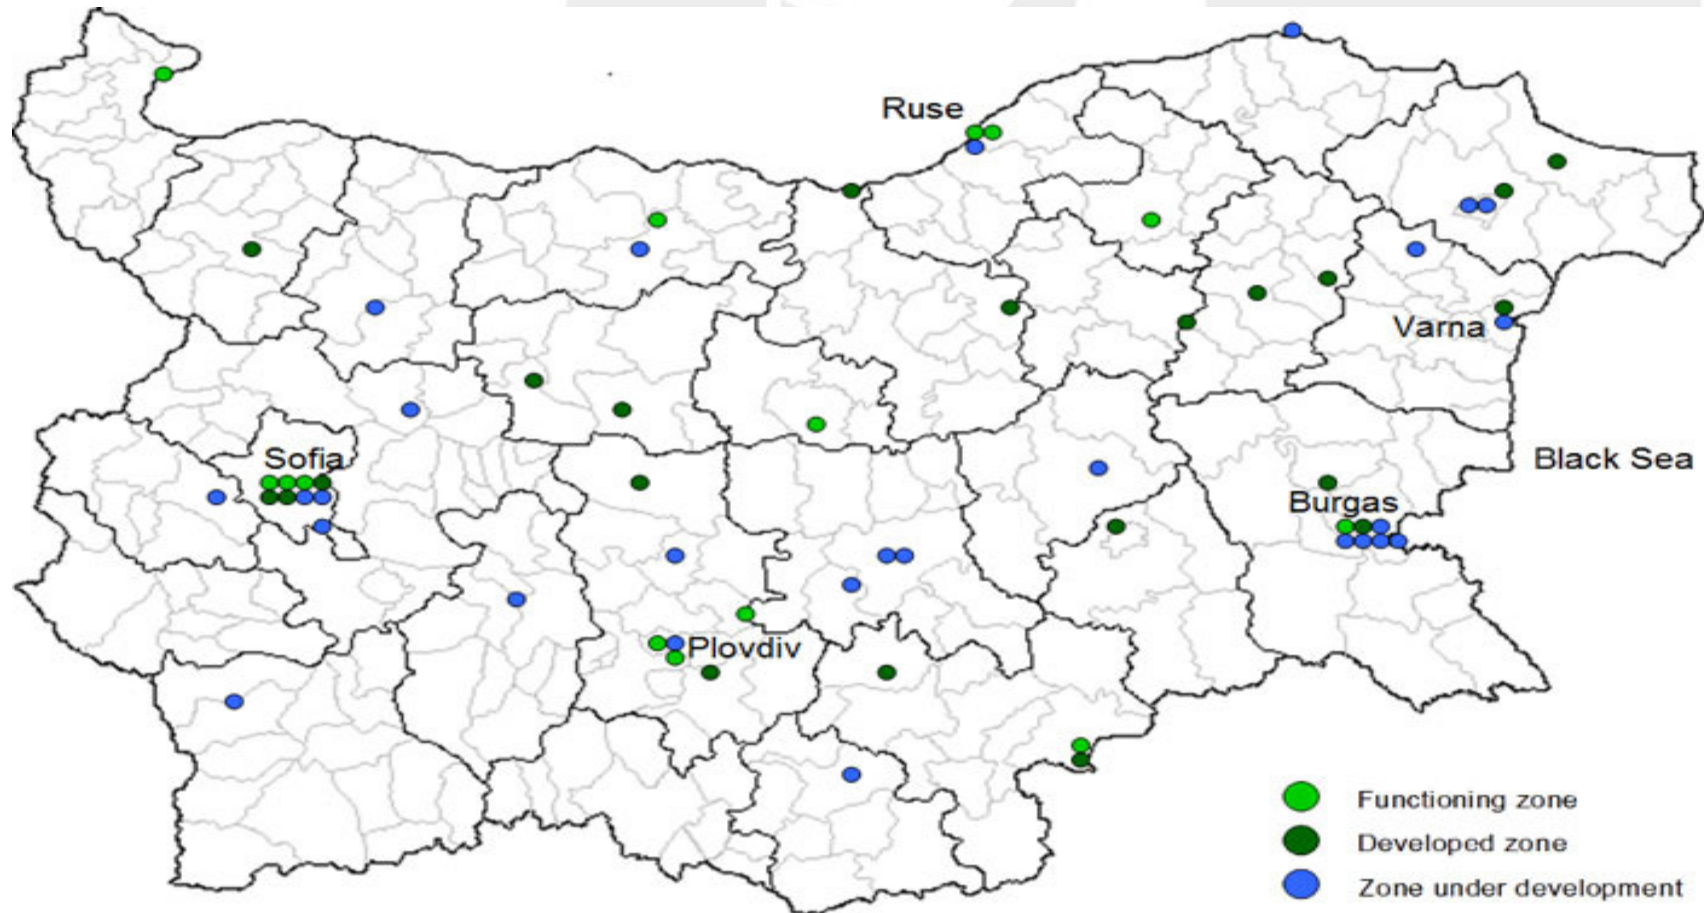 Ruse
Varna
Sofia
Black Sea
Burgas
Plovdiv
Functioning zone
Developed zone
Zone under development